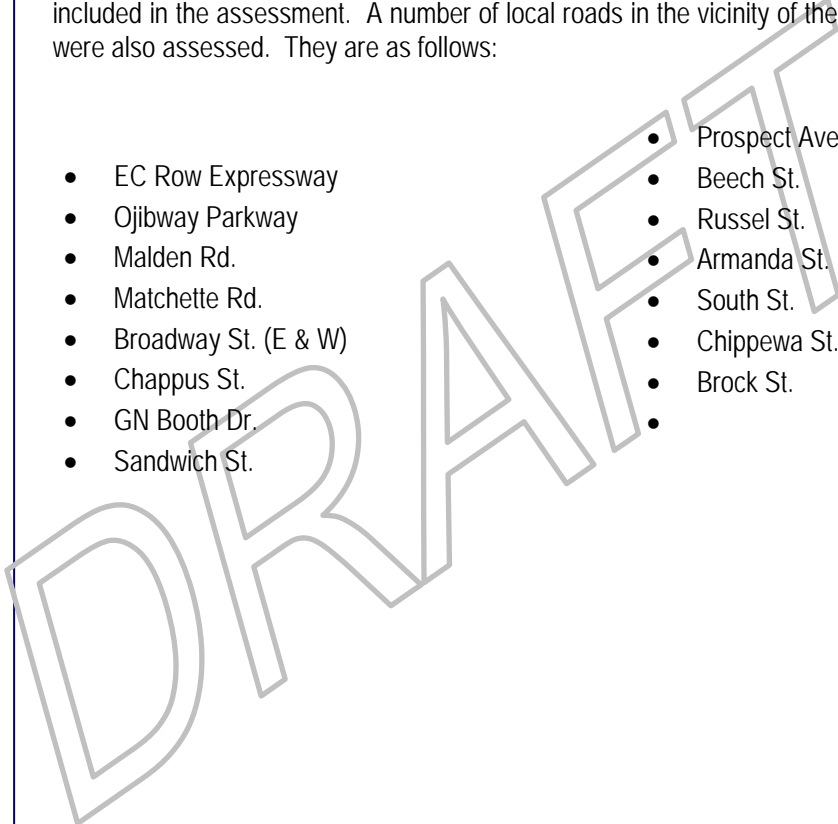 included in the assessment. A number of local roads in the vicinity of the
were also assessed. They are as follows:
• EC Row Expressway
• Ojibway Parkway
• Malden Rd.
• Matchette Rd.
• Broadway St. (E & W)
• Chappus St.
• GN Booth Dr.
• Sandwich St.
• Prospect Ave
• Beech St.
• Russel St.
• Armanda St.
• South St.
• Chippewa St.
• Brock St.
•
DRAFT